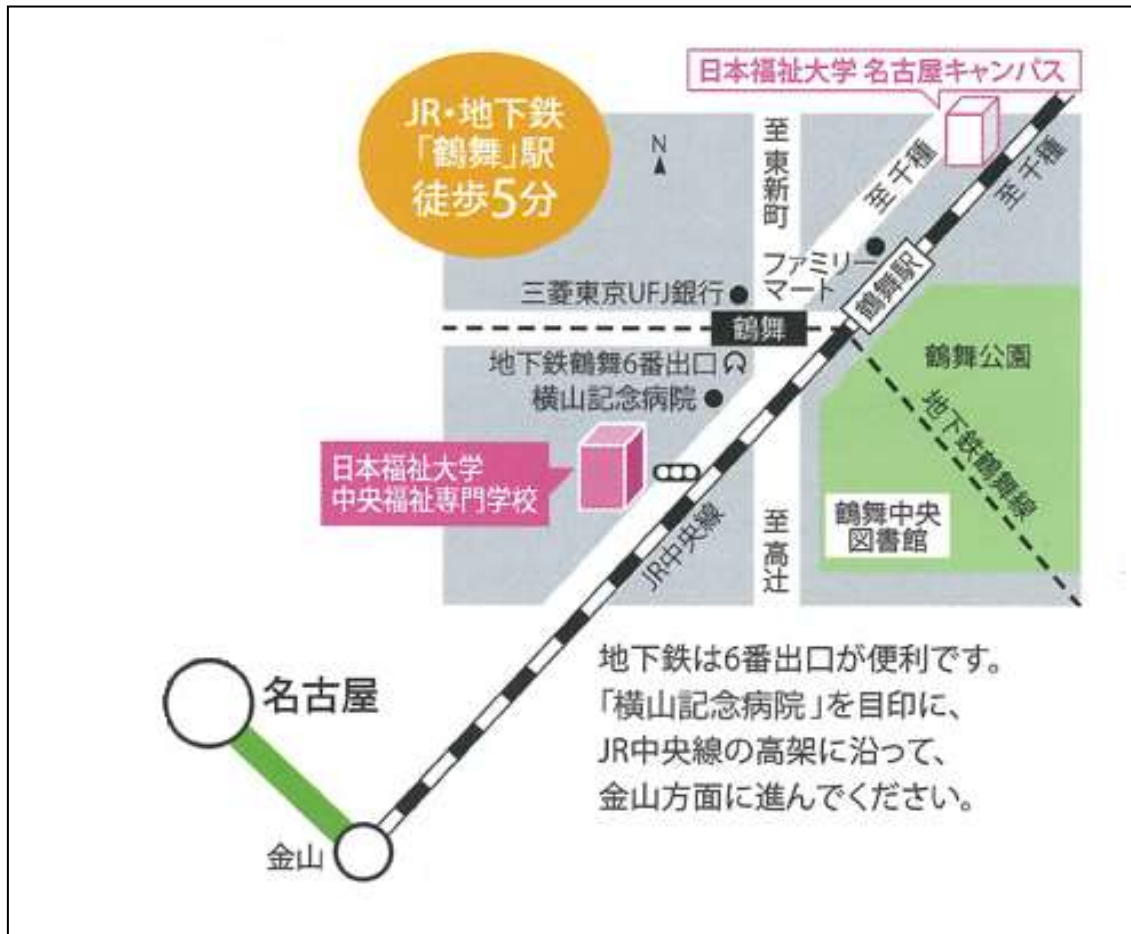 日本福祉大学 名古屋キャンパス
JR・地下鉄
「鶴舞」駅
徒歩5分
N
至東新町
至千種
至千種
ファミリー
マート
鶴舞駅
三菱東京UFJ銀行
鶴舞
地下鉄鶴舞6番出口
横山記念病院
鶴舞公園
地下鉄鶴舞線
日本福祉大学
中央福祉専門学校
鶴舞中央
図書館
至高辻
JR中央線
名古屋
金山
地下鉄は6番出口が便利です。
「横山記念病院」を目印に、
JR中央線の高架に沿って、
金山方面に進んでください。